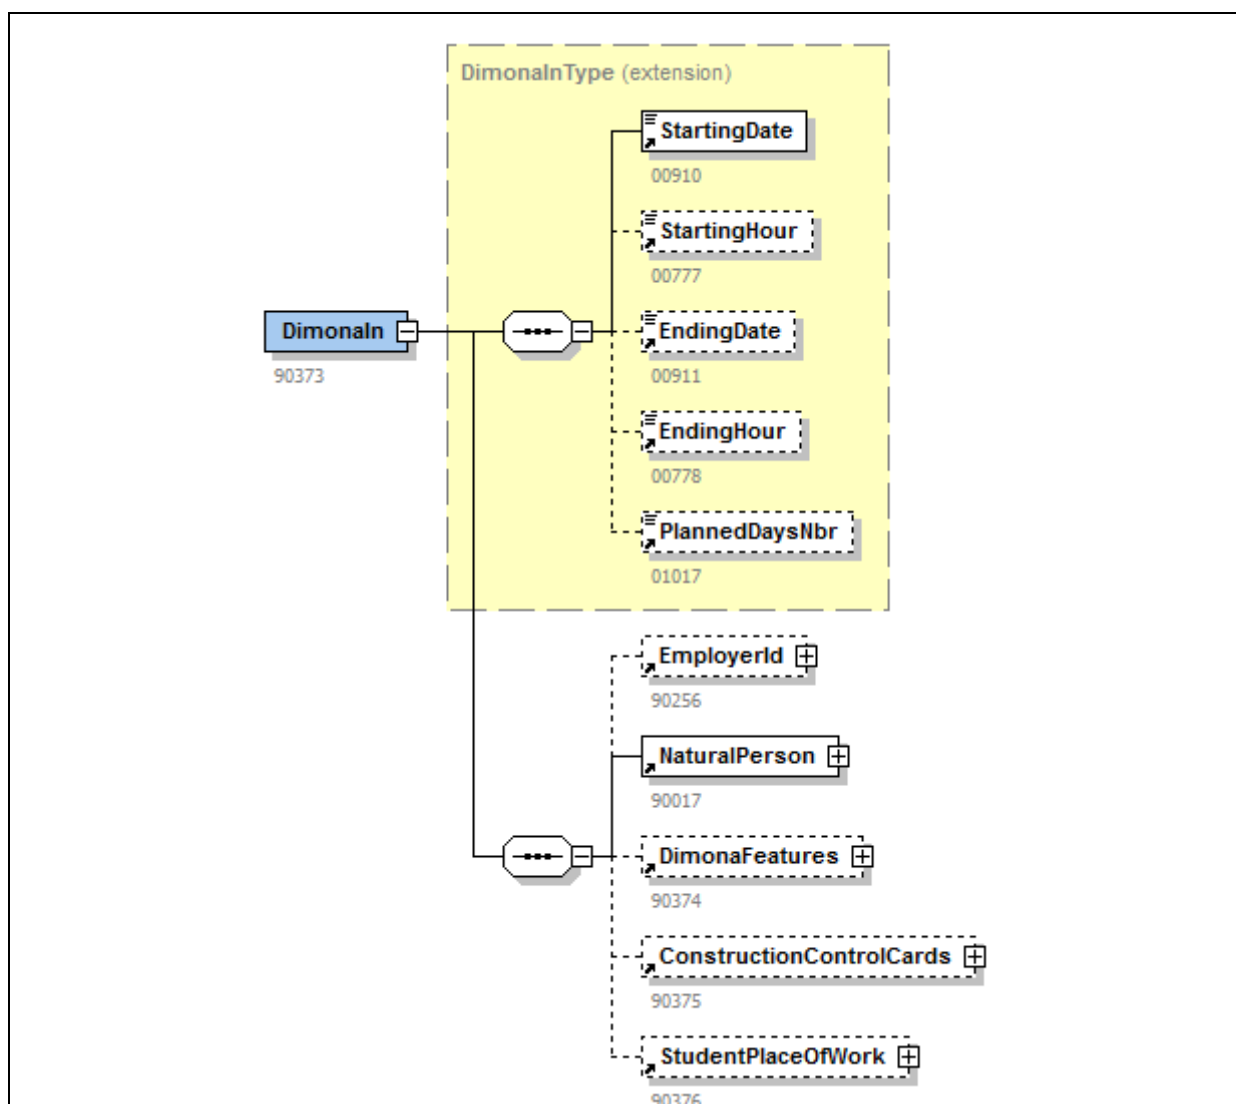 DimonaInType (extension)
StartingDate
00910
StartingHour
00777
DimonaIn
90373
EndingDate
00911
EndingHour
00778
PlannedDaysNbr
01017
EmployerId
90256
NaturalPerson
90017
DimonaFeatures
90374
ConstructionControlCards
90375
StudentPlaceOfWork
90376